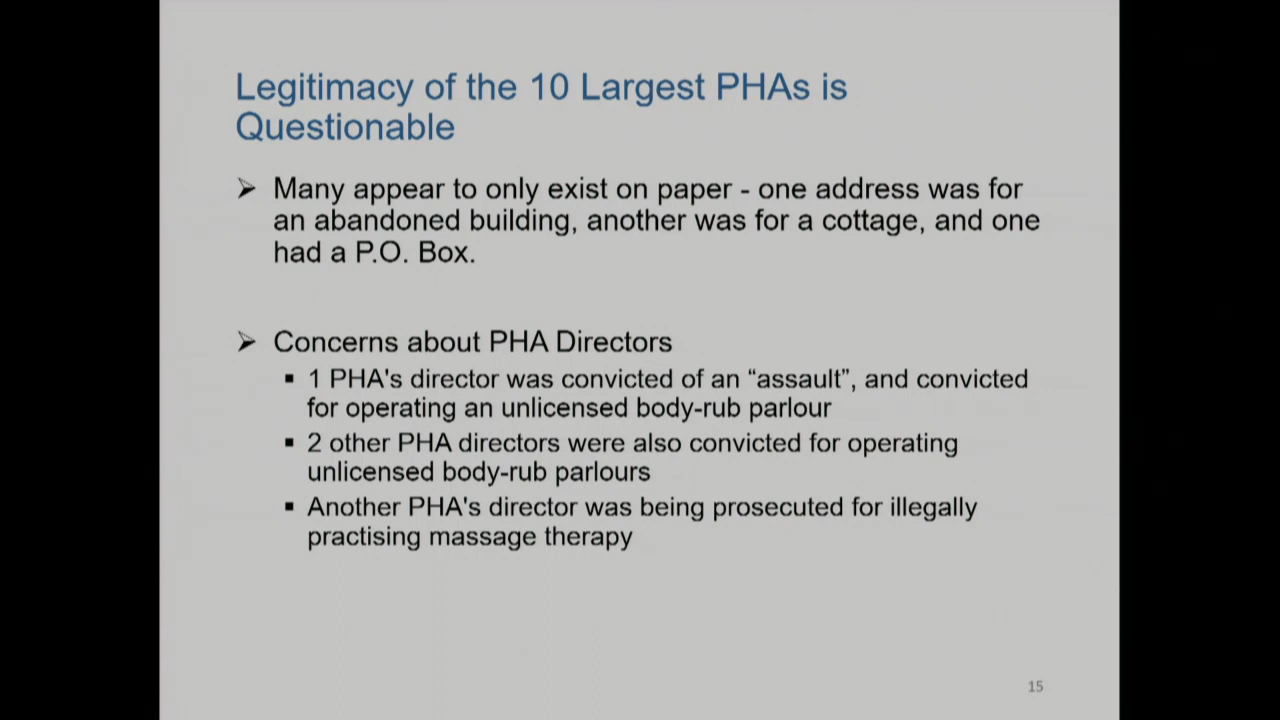 Legitimacy of the 10 Largest PHAs is
Questionable
➢ Many appear to only exist on paper - one address was for
an abandoned building, another was for a cottage, and one
had a P.O. Box.
➢ Concerns about PHA Directors
▪ 1 PHA's director was convicted of an “assault”, and convicted
for operating an unlicensed body-rub parlour
▪ 2 other PHA directors were also convicted for operating
unlicensed body-rub parlours
▪ Another PHA's director was being prosecuted for illegally
practising massage therapy
15